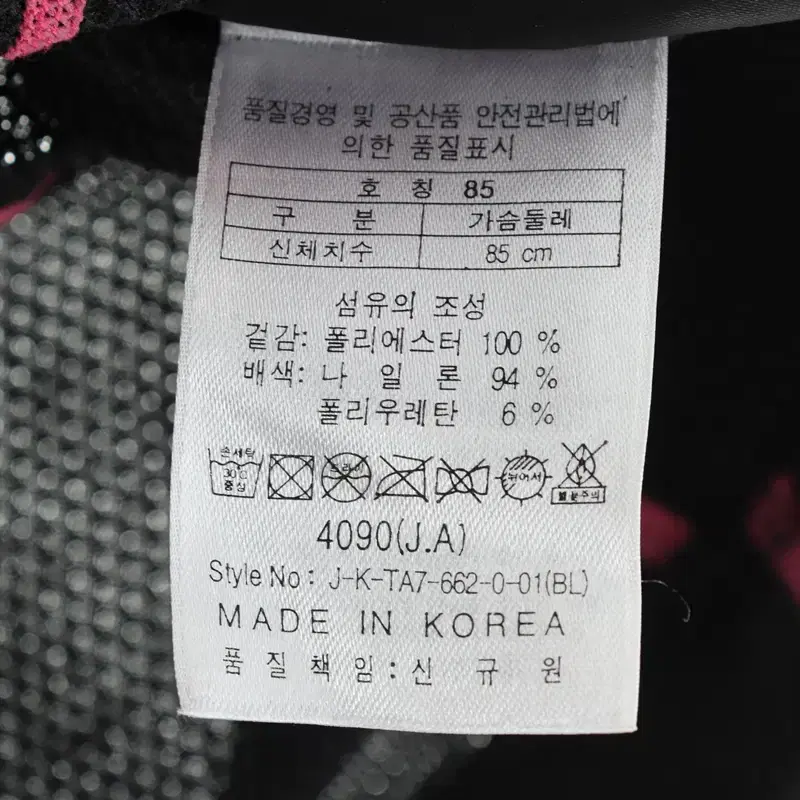 품질경영 및 공산품 안전관리법에
의한 품질표시
호 칭 85
구 분 가슴둘레
신체치수 85 cm
섬유의 조성
겉감: 폴리에스터 100 %
배색: 나 일 론 94 %
폴리우레탄 6 %
손세탁
30℃
중성
드라이
뉘어서
불꽃주의
4090(J.A)
Style No : J-K-TA7-662-0-01(BL)
MADE IN KOREA
품 질 책 임 : 신 규 원